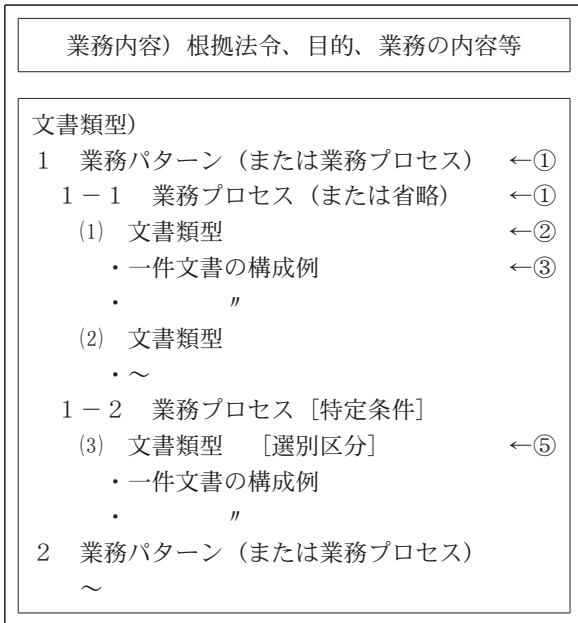 業務内容）根拠法令、目的、業務の内容等
文書類型）
１　業務パターン（または業務プロセス）　←①
１－１　業務プロセス（または省略）　←①
⑴　文書類型　←②
・一件文書の構成例　←③
・　〃
⑵　文書類型
・～
１－２　業務プロセス［特定条件］
⑶　文書類型　［選別区分］　←⑤
・一件文書の構成例
・　〃
２　業務パターン（または業務プロセス）
～